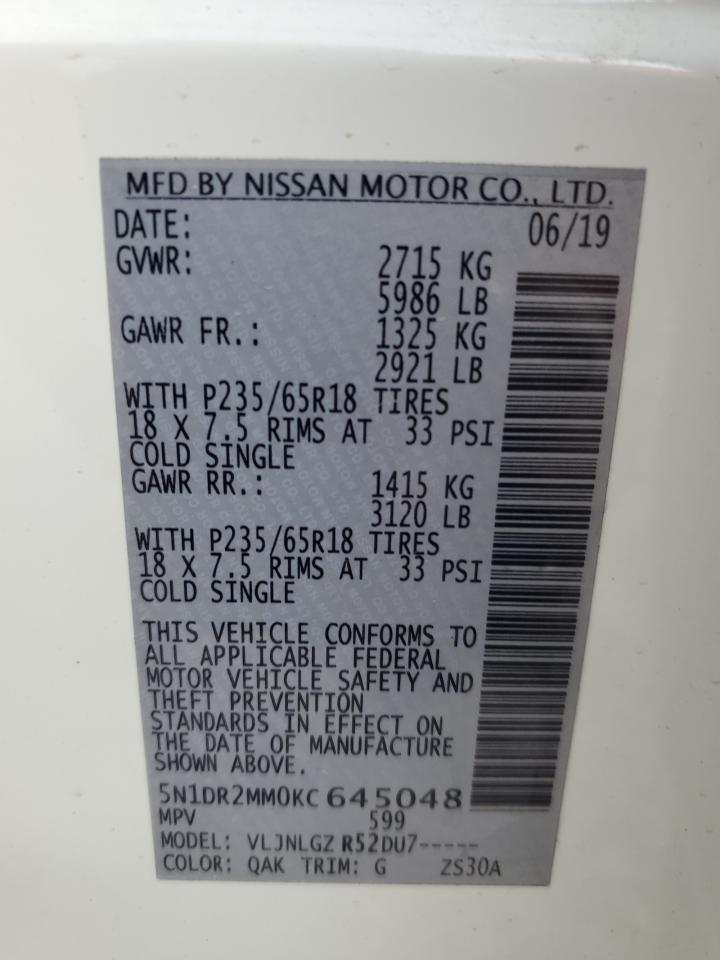 MFD BY NISSAN MOTOR CO., LTD.
DATE: 06/19
GVWR: 2715 KG
5986 LB
GAWR FR.: 1325 KG
2921 LB
WITH P235/65R18 TIRES
18 X 7.5 RIMS AT 33 PSI
COLD SINGLE
GAWR RR.: 1415 KG
3120 LB
WITH P235/65R18 TIRES
18 X 7.5 RIMS AT 33 PSI
COLD SINGLE
THIS VEHICLE CONFORMS TO
ALL APPLICABLE FEDERAL
MOTOR VEHICLE SAFETY AND
THEFT PREVENTION
STANDARDS IN EFFECT ON
THE DATE OF MANUFACTURE
SHOWN ABOVE.
5N1DR2MM0KC645048
MPV 599
MODEL: VLJNLGZ R52DU7-----
COLOR: QAK TRIM: G ZS30A